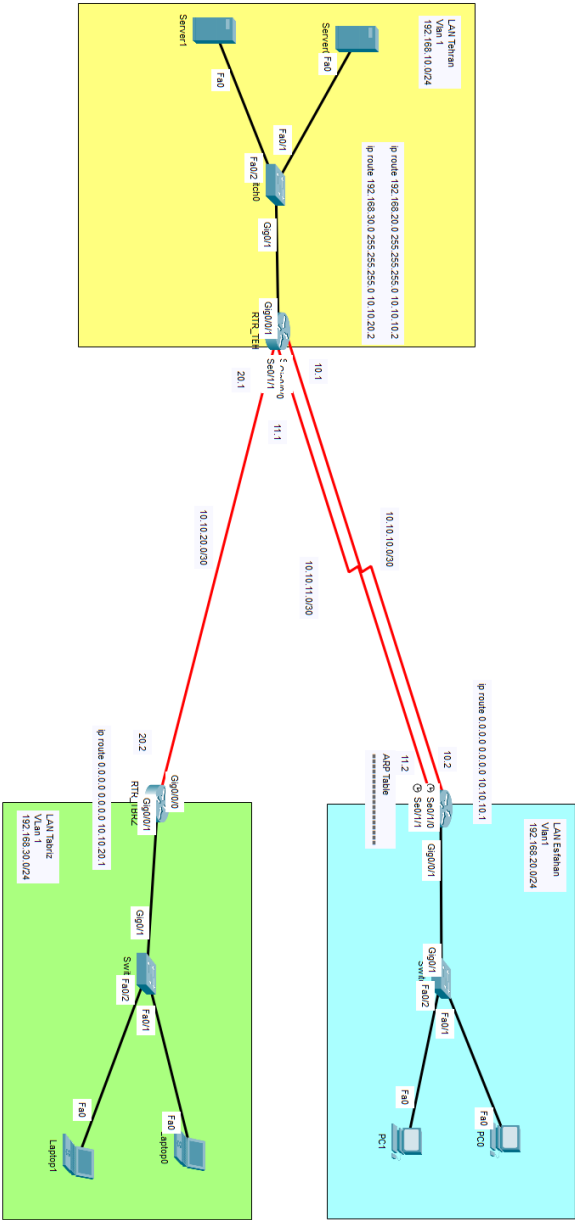 LAN Tehran
Vlan 1
192.168.10.0/24
ip route 192.168.20.0 255.255.255.0 10.10.10.2
ip route 192.168.30.0 255.255.255.0 10.10.20.2
Fa0
Fa0/1
Server1
Fa0
Fa0/2
Gig0/1
Gig0/0/1
RTR_TEH
Se0/1/1
10.1
11.1
20.1
10.10.10.0/30
10.10.11.0/30
10.10.20.0/30
LAN Esfahan
Vlan1
192.168.20.0/24
ip route 0.0.0.0 0.0.0.0 10.10.10.1
10.2
Se0/1/0
Se0/1/1
11.2
ARP Table
Gig0/0/1
Gig0/1
Fa0/1
Fa0/2
Fa0
PC0
Fa0
PC1
Gig0/0/0
20.2
Gig0/0/1
ip route 0.0.0.0 0.0.0.0 10.10.20.1
Gig0/1
Fa0/1
Fa0/2
Fa0
Fa0
Laptop1
LAN Tabriz
VLan 1
192.168.30.0/24